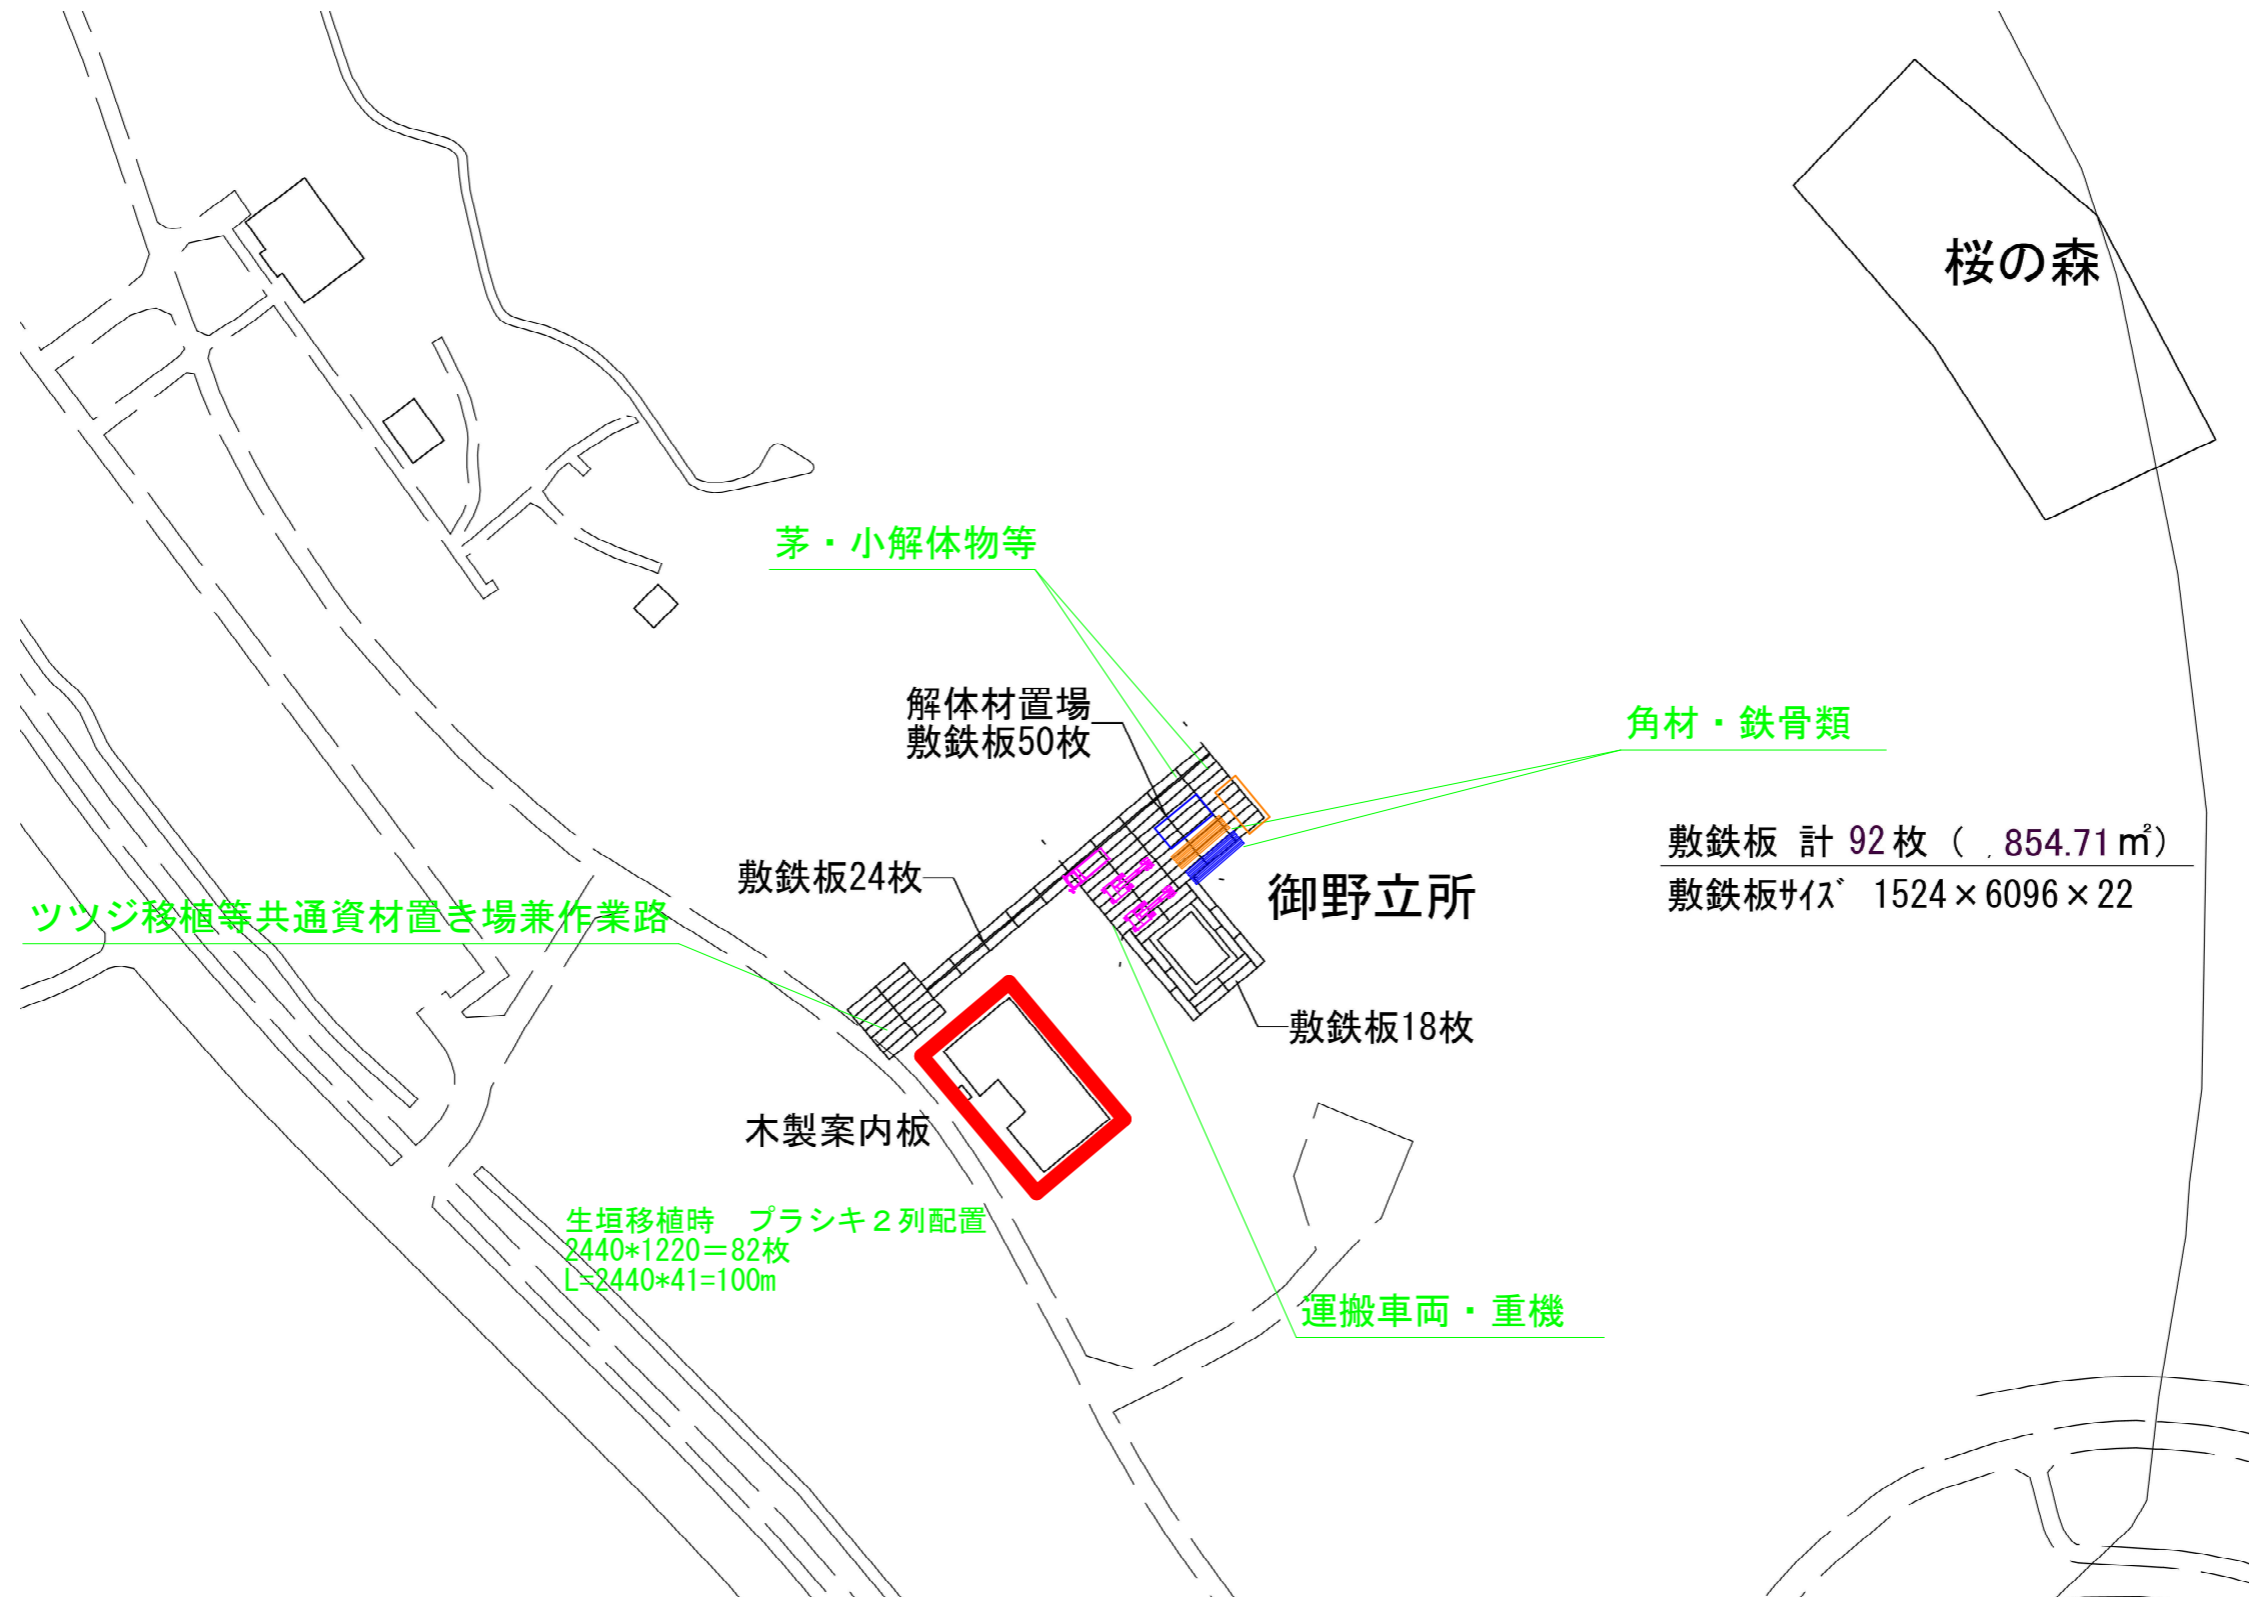 桜の森
茅・小解体物等
解体材置場
敷鉄板50枚
角材・鉄骨類
敷鉄板 計 92枚 ( 854.71㎡)
敷鉄板ｻｲｽﾞ 1524×6096×22
敷鉄板24枚
御野立所
ツツジ移植等共通資材置き場兼作業路
敷鉄板18枚
木製案内板
生垣移植時 プラシキ２列配置
2440*1220＝82枚
L=2440*41=100m
運搬車両・重機